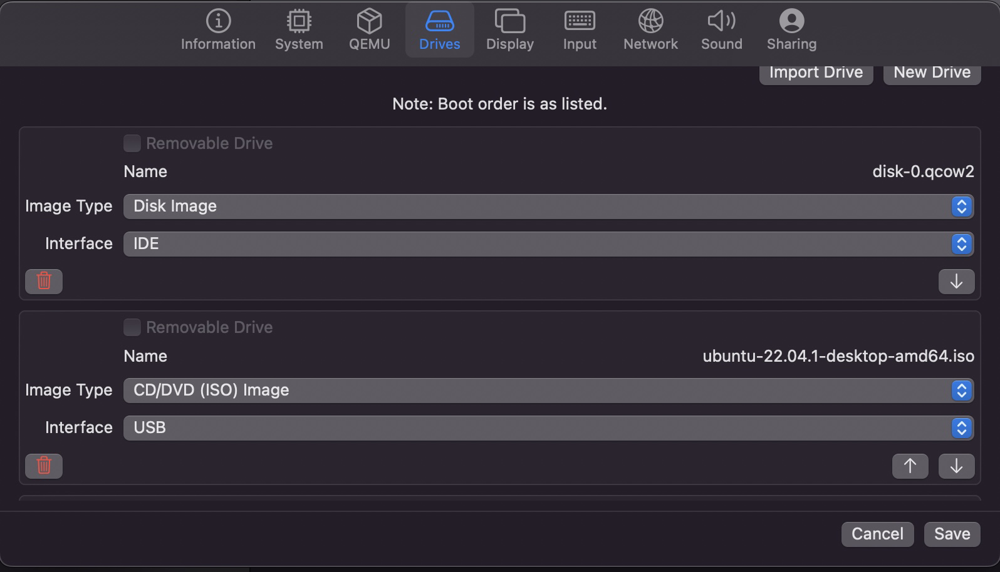 Information System QEMU Drives Display Input Network Sound Sharing
Import Drive New Drive
Note: Boot order is as listed.
Removable Drive
Name disk-0.qcow2
Image Type Disk Image
Interface IDE
Removable Drive
Name ubuntu-22.04.1-desktop-amd64.iso
Image Type CD/DVD (ISO) Image
Interface USB
Cancel Save